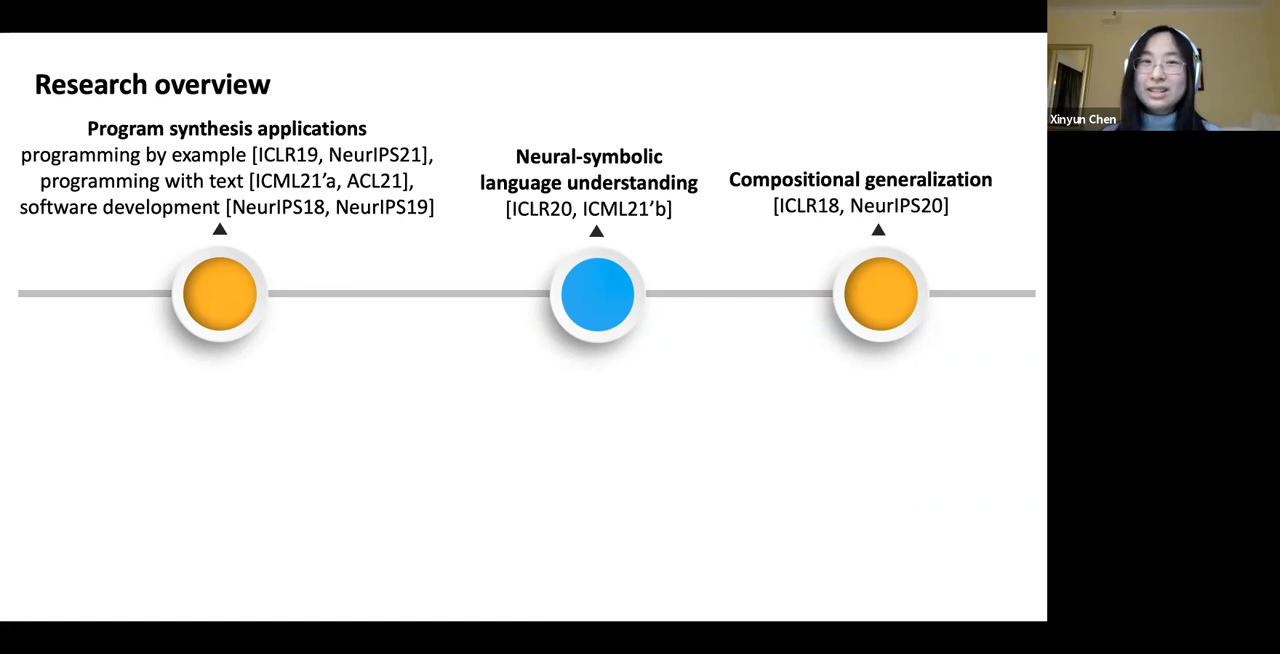 Research overview
Program synthesis applications
programming by example [ICLR19, NeurIPS21],
programming with text [ICML21’a, ACL21],
software development [NeurIPS18, NeurIPS19]
Neural-symbolic
language understanding
[ICLR20, ICML21’b]
Compositional generalization
[ICLR18, NeurIPS20]
Xinyun Chen